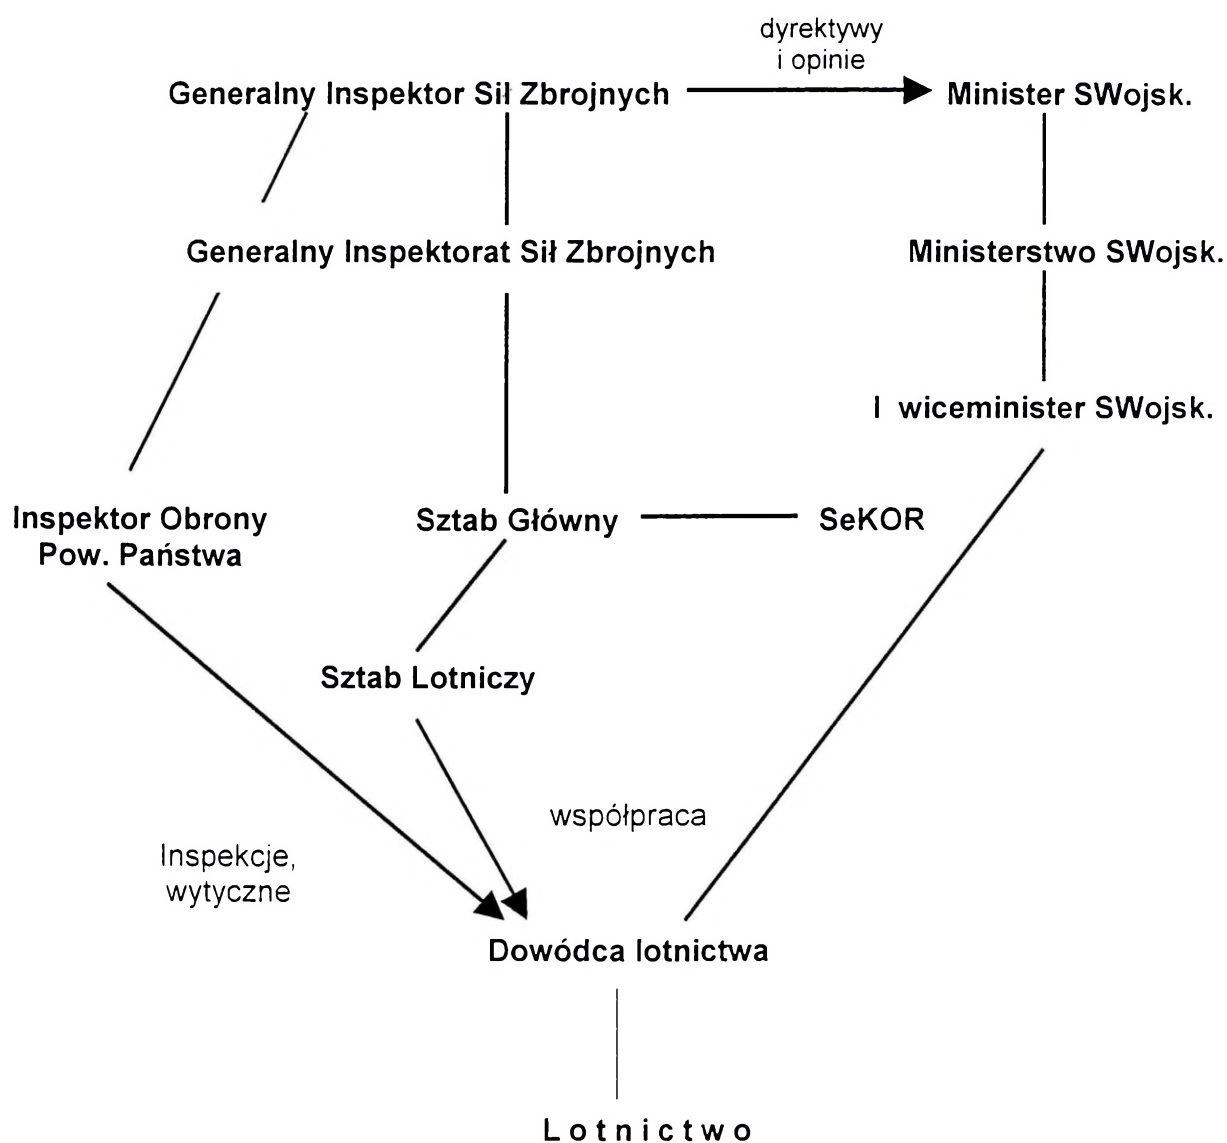 dyrektywy
i opinie
Generalny Inspektor Sił Zbrojnych
Minister SWojsk.
Generalny Inspektorat Sił Zbrojnych
Ministerstwo SWojsk.
I wiceminister SWojsk.
Inspektor Obrony
Pow. Państwa
Sztab Główny
SeKOR
Sztab Lotniczy
współpraca
Inspekcje,
wytyczne
Dowódca lotnictwa
Lotnictwo